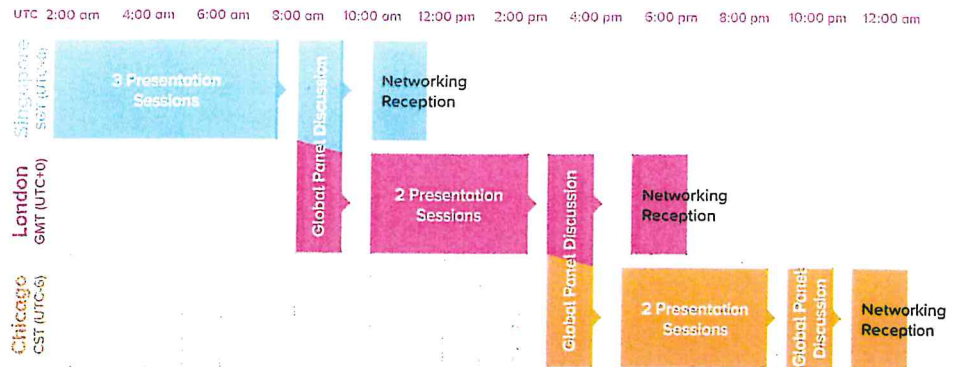 UTC 2:00 am 4:00 am 6:00 am 8:00 am 10:00 am 12:00 pm 2:00 pm 4:00 pm 6:00 pm 8:00 pm 10:00 pm 12:00 am
Singapore
SGT (UTC+8)
3 Presentation
Sessions
Global Panel Discussion
Networking
Reception
London
GMT (UTC+0)
2 Presentation
Sessions
Global Panel Discussion
Networking
Reception
Chicago
CST (UTC-6)
2 Presentation
Sessions
Global Panel
Discussion
Networking
Reception